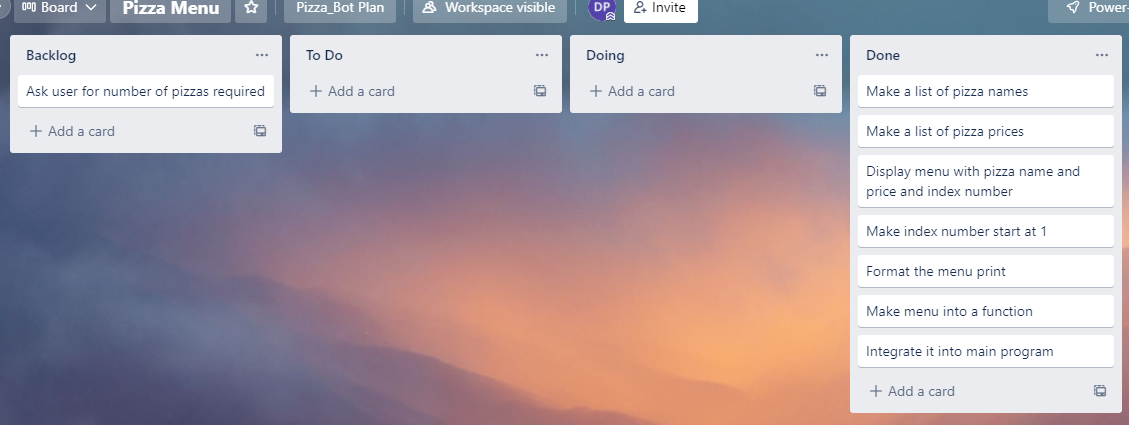 Board
Pizza Menu
Pizza_Bot Plan
Workspace visible
DP
Invite
Power-
Backlog
Ask user for number of pizzas required
Add a card
To Do
Add a card
Doing
Add a card
Done
Make a list of pizza names
Make a list of pizza prices
Display menu with pizza name and
price and index number
Make index number start at 1
Format the menu print
Make menu into a function
Integrate it into main program
Add a card